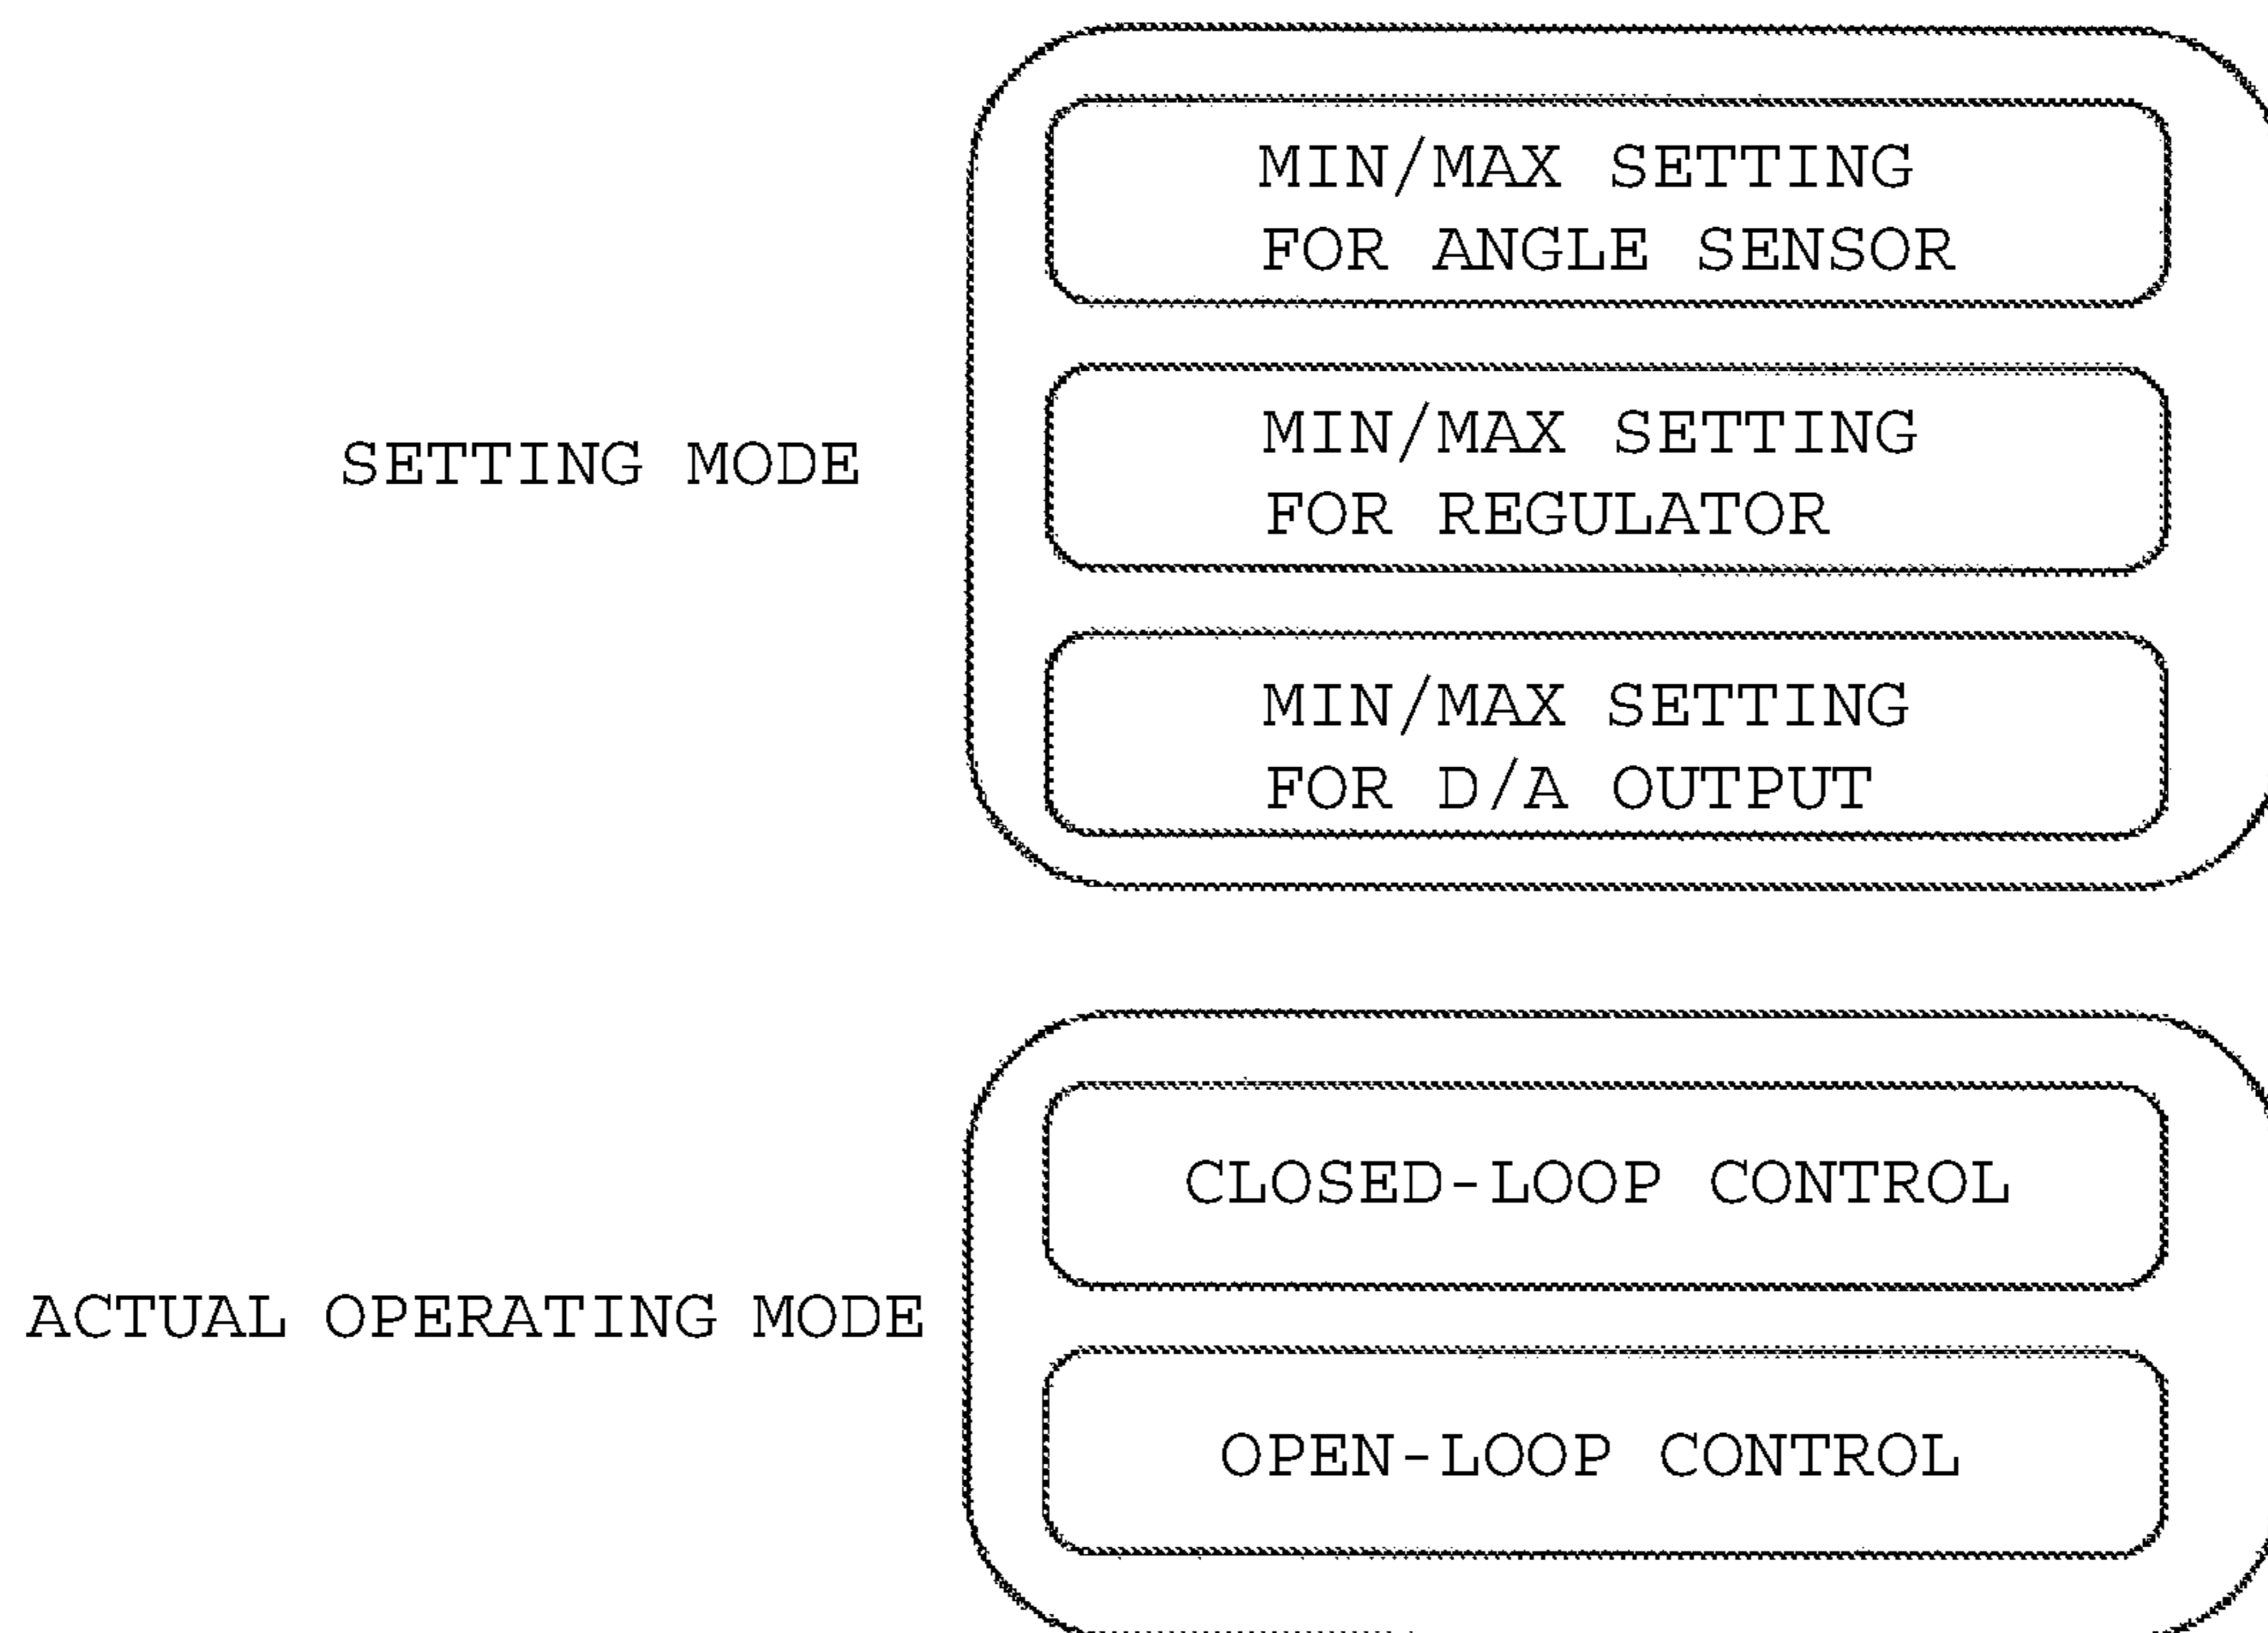 MIN/MAX SETTING
FOR ANGLE SENSOR
SETTING MODE
MIN/MAX SETTING
FOR REGULATOR
MIN/MAX SETTING
FOR D/A OUTPUT
CLOSED-LOOP CONTROL
ACTUAL OPERATING MODE
OPEN-LOOP CONTROL